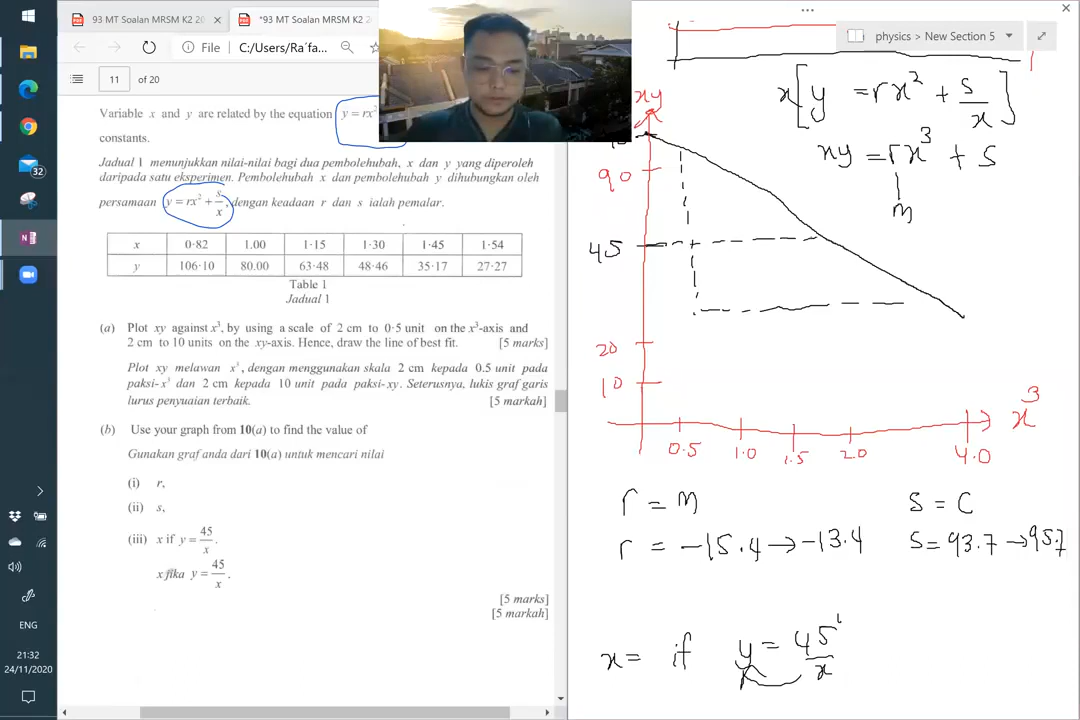 93 MT Soalan MRSM K2 20
*93 MT Soalan MRSM K2 20
File
C:/Users/Ra´fa...
11 of 20
physics > New Section 5
Variable x and y are related by the equation y = rx²
constants.
Jadual 1 menunjukkan nilai-nilai bagi dua pembolehubah, x dan y yang diperoleh
daripada satu eksperimen. Pembolehubah x dan pembolehubah y dihubungkan oleh
persamaan y = rx² + s/x, dengan keadaan r dan s ialah pemalar.
x 0·82 1.00 1·15 1·30 1·45 1·54
y 106·10 80.00 63·48 48·46 35·17 27·27
Table 1
Jadual 1
(a) Plot xy against x³, by using a scale of 2 cm to 0·5 unit on the x³-axis and
2 cm to 10 units on the xy-axis. Hence, draw the line of best fit. [5 marks]
Plot xy melawan x³, dengan menggunakan skala 2 cm kepada 0.5 unit pada
paksi-x³ dan 2 cm kepada 10 unit pada paksi-xy. Seterusnya, lukis graf garis
lurus penyuaian terbaik. [5 markah]
(b) Use your graph from 10(a) to find the value of
Gunakan graf anda dari 10(a) untuk mencari nilai
(i) r,
(ii) s,
(iii) x if y = 45/x.
x jika y = 45/x.
[5 marks]
[5 markah]
32
ENG
21:32
24/11/2020
x[y = rx² + s/x]
xy = rx³ + s
m
xy
90
45
20
10
x³
0.5 1.0 1.5 2.0 4.0
r = m
s = c
r = -15.4 → -13.4
s = 93.7 → 95.7
x = if y = 45/x